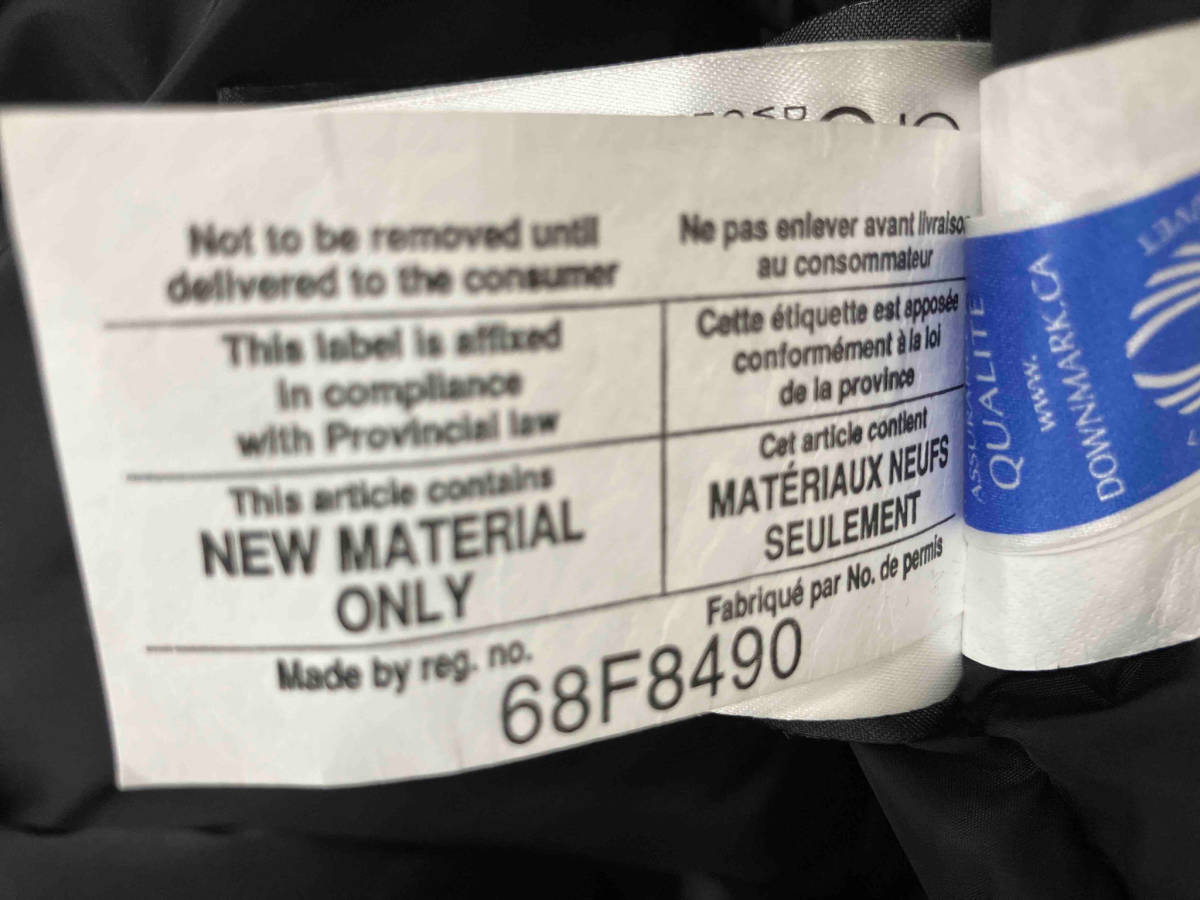 Not to be removed until
delivered to the consumer
Ne pas enlever avant livraison
au consommateur
This label is affixed
in compliance
with Provincial law
Cette étiquette est apposée
conformément à la loi
de la province
This article contains
NEW MATERIAL
ONLY
Cet article contient
MATÉRIAUX NEUFS
SEULEMENT
Made by reg. no.
Fabriqué par No. de permis
68F8490
QUALITÉ
www.
DOWNMARK.CA